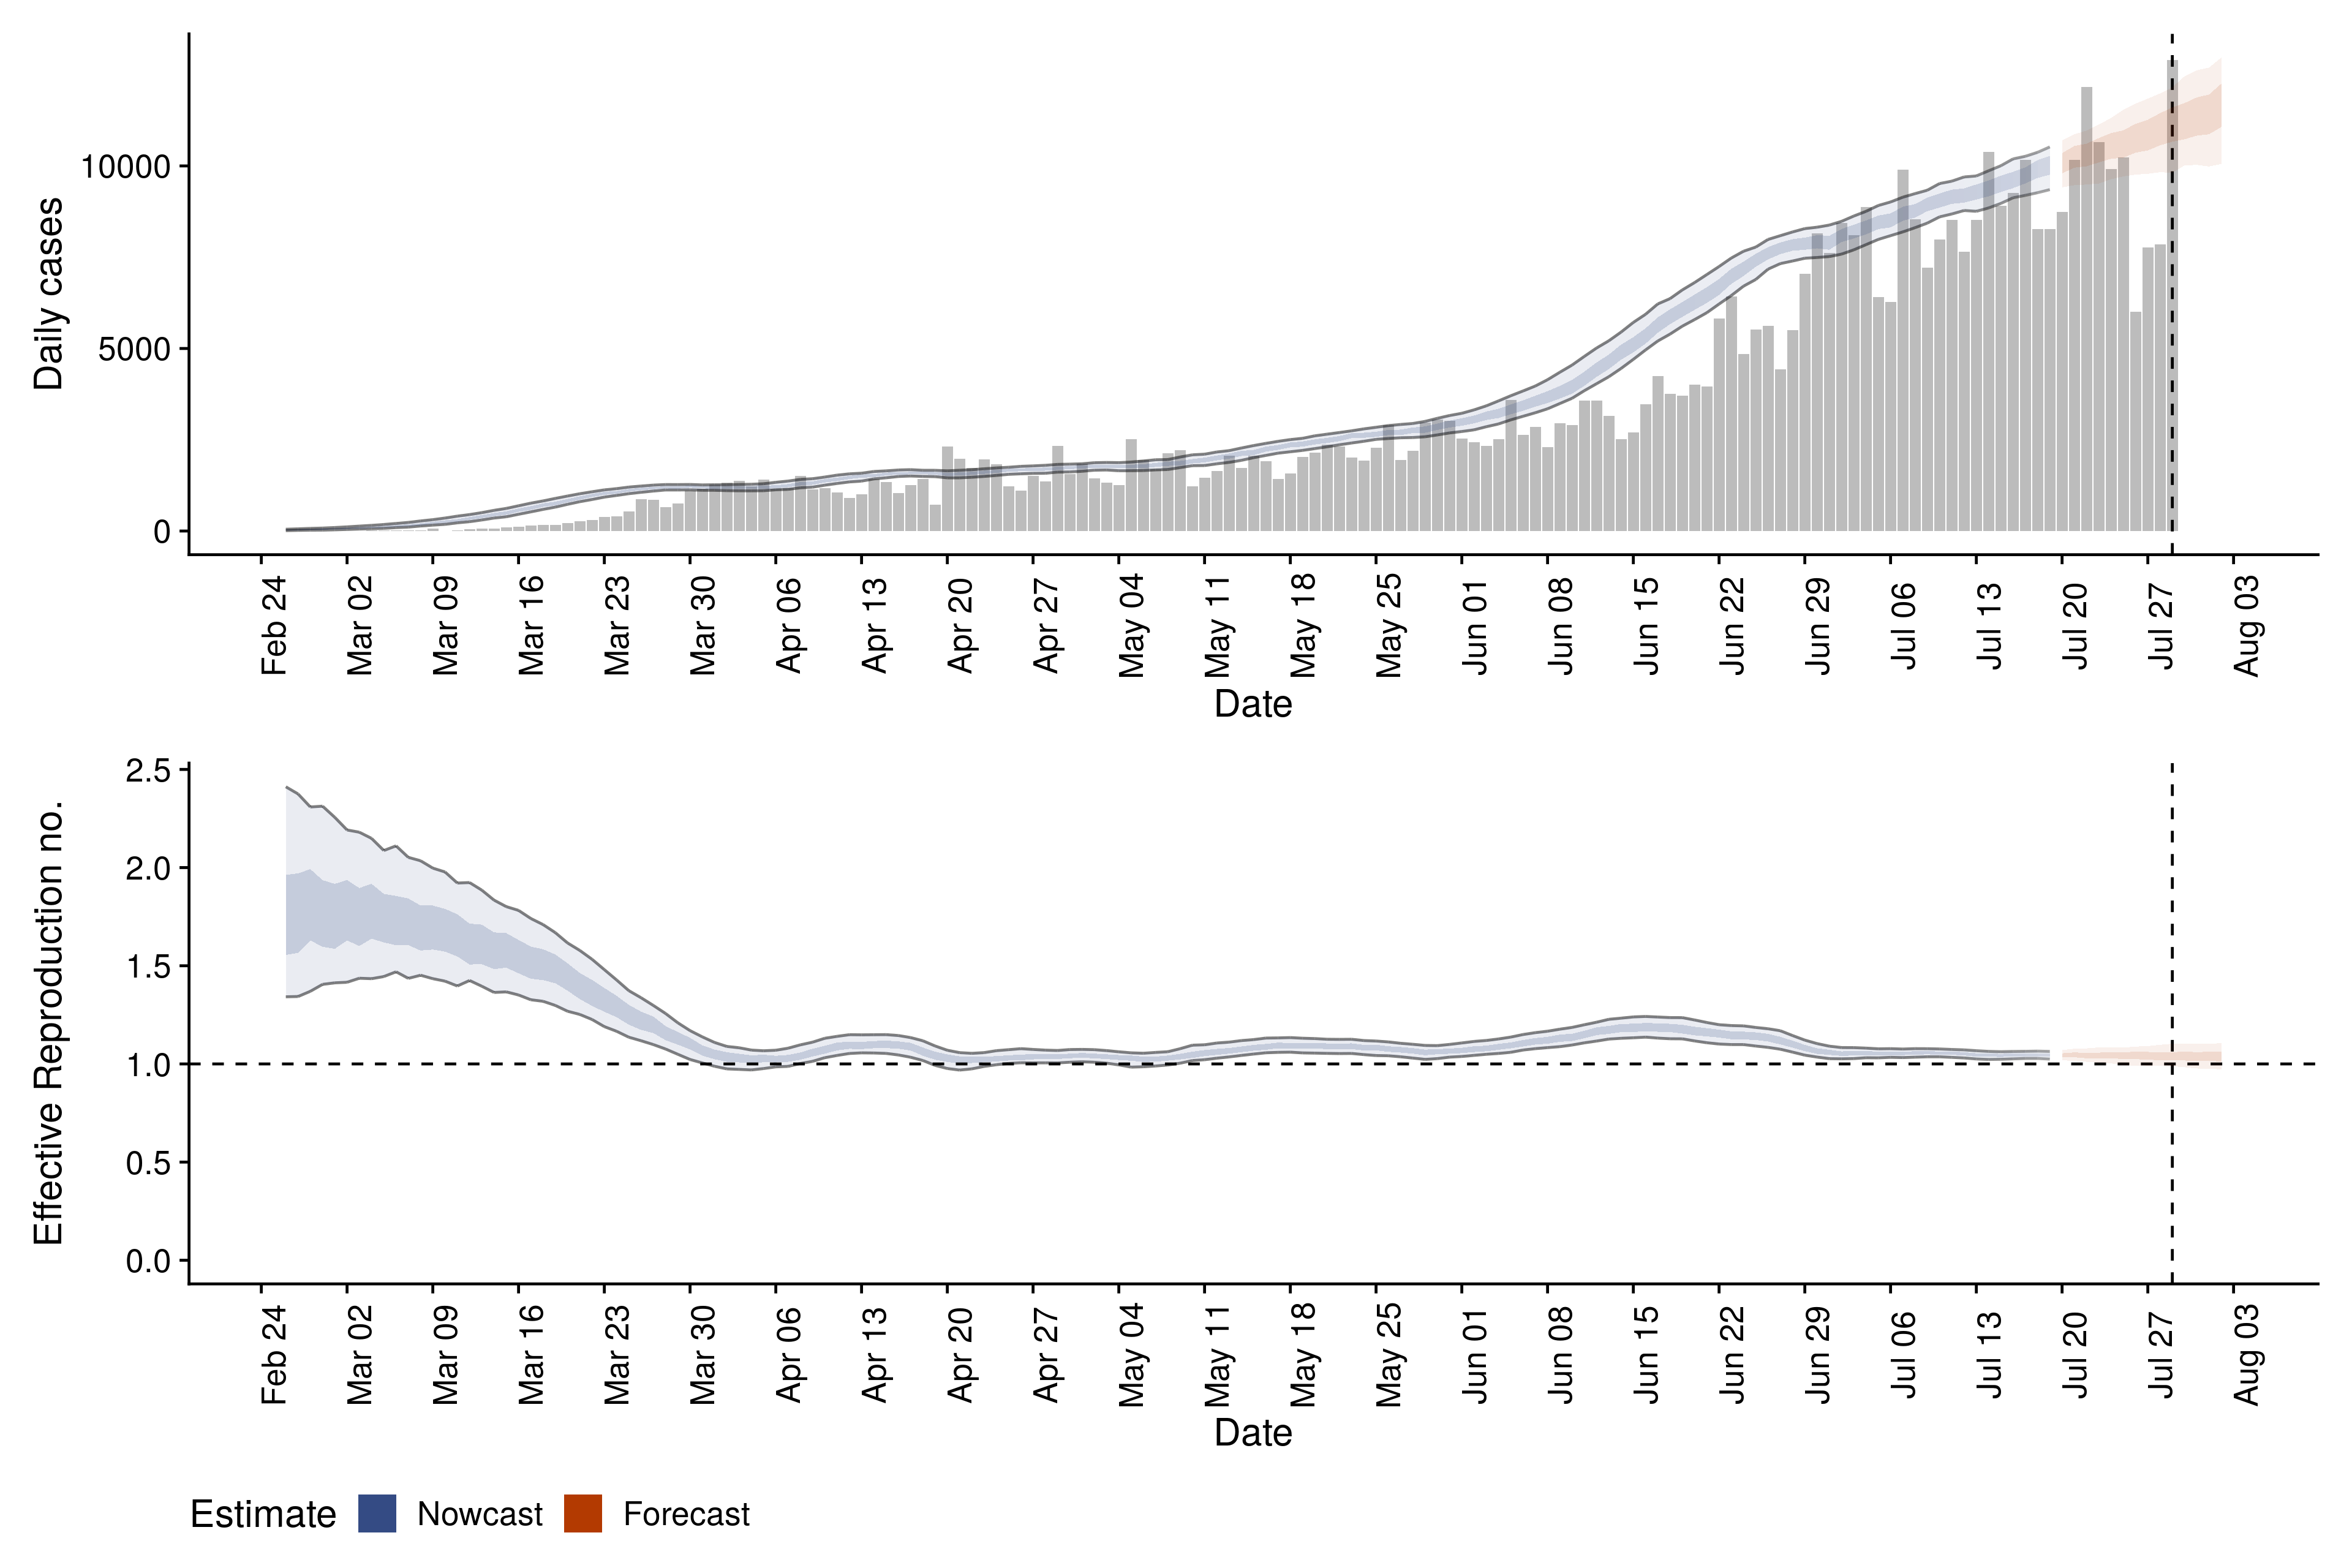 Daily cases
10000
5000
0
Feb 24
Mar 02
Mar 09
Mar 16
Mar 23
Mar 30
Apr 06
Apr 13
Apr 20
Apr 27
May 04
May 11
May 18
May 25
Jun 01
Jun 08
Jun 15
Jun 22
Jun 29
Jul 06
Jul 13
Jul 20
Jul 27
Aug 03
Date
Effective Reproduction no.
2.5
2.0
1.5
1.0
0.5
0.0
Feb 24
Mar 02
Mar 09
Mar 16
Mar 23
Mar 30
Apr 06
Apr 13
Apr 20
Apr 27
May 04
May 11
May 18
May 25
Jun 01
Jun 08
Jun 15
Jun 22
Jun 29
Jul 06
Jul 13
Jul 20
Jul 27
Aug 03
Date
Estimate Nowcast Forecast